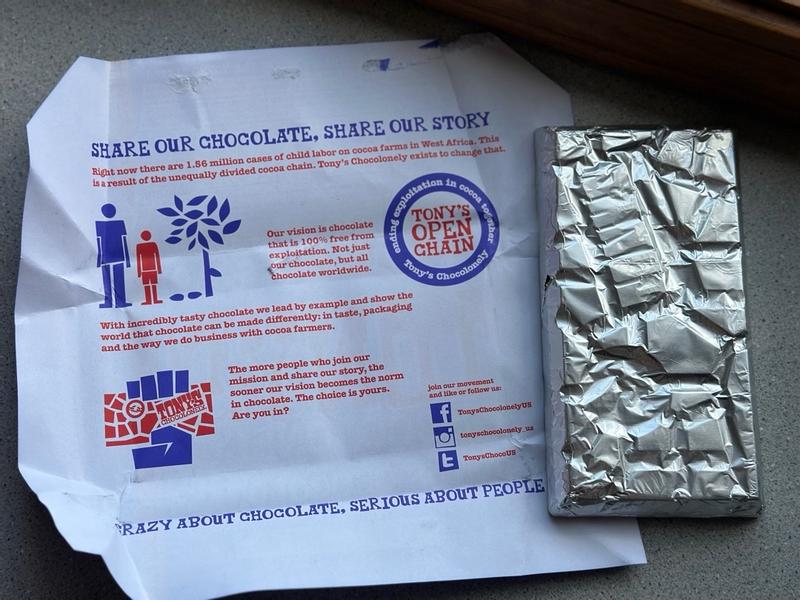 SHARE OUR CHOCOLATE, SHARE OUR STORY
Right now there are 1.56 million cases of child labor on cocoa farms in West Africa. This
is a result of the unequally divided cocoa chain. Tony's Chocolonely exists to change that.
Our vision is chocolate
that is 100% free from
exploitation. Not just
our chocolate, but all
chocolate worldwide.
ending exploitation in cocoa together
TONY'S
OPEN
CHAIN
Tony's Chocolonely
With incredibly tasty chocolate we lead by example and show the
world that chocolate can be made differently: in taste, packaging
and the way we do business with cocoa farmers.
The more people who join our
mission and share our story, the
sooner our vision becomes the norm
in chocolate. The choice is yours.
Are you in?
TONY'S
CHOCOLONELY
join our movement
and like or follow us:
f TonysChocolonelyUS
tonyschocolonely_us
t TonysChocoUS
CRAZY ABOUT CHOCOLATE, SERIOUS ABOUT PEOPLE